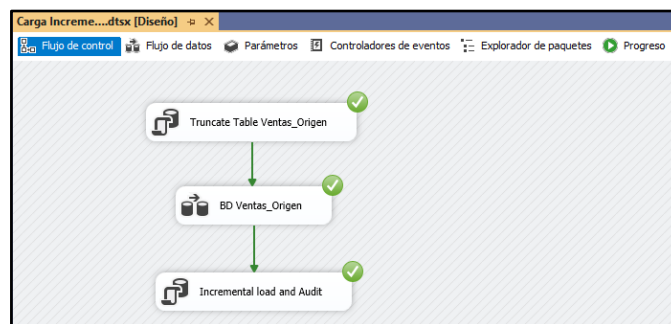 Carga Increme....dtsx [Diseño]
Flujo de control Flujo de datos Parámetros Controladores de eventos Explorador de paquetes Progreso
Truncate Table Ventas_Origen
BD Ventas_Origen
Incremental load and Audit